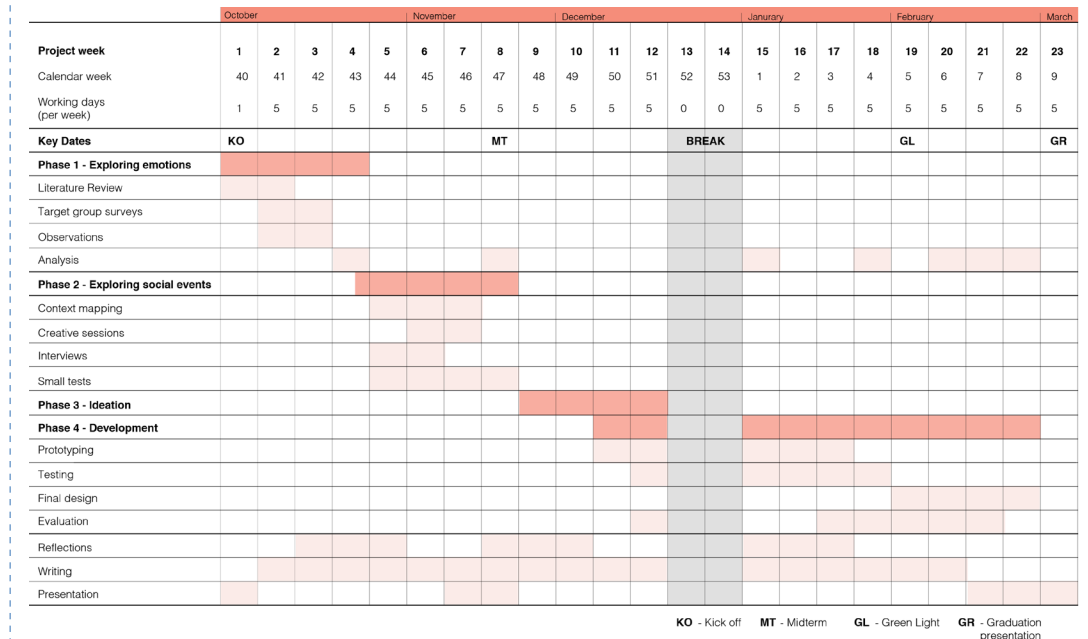 October November December Janurary February March
Project week 1 2 3 4 5 6 7 8 9 10 11 12 13 14 15 16 17 18 19 20 21 22 23
Calendar week 40 41 42 43 44 45 46 47 48 49 50 51 52 53 1 2 3 4 5 6 7 8 9
Working days
(per week) 1 5 5 5 5 5 5 5 5 5 5 5 0 0 5 5 5 5 5 5 5 5 5
Key Dates KO MT BREAK GL GR
Phase 1 - Exploring emotions
Literature Review
Target group surveys
Observations
Analysis
Phase 2 - Exploring social events
Context mapping
Creative sessions
Interviews
Small tests
Phase 3 - Ideation
Phase 4 - Development
Prototyping
Testing
Final design
Evaluation
Reflections
Writing
Presentation
KO - Kick off MT - Midterm GL - Green Light GR - Graduation
presentation